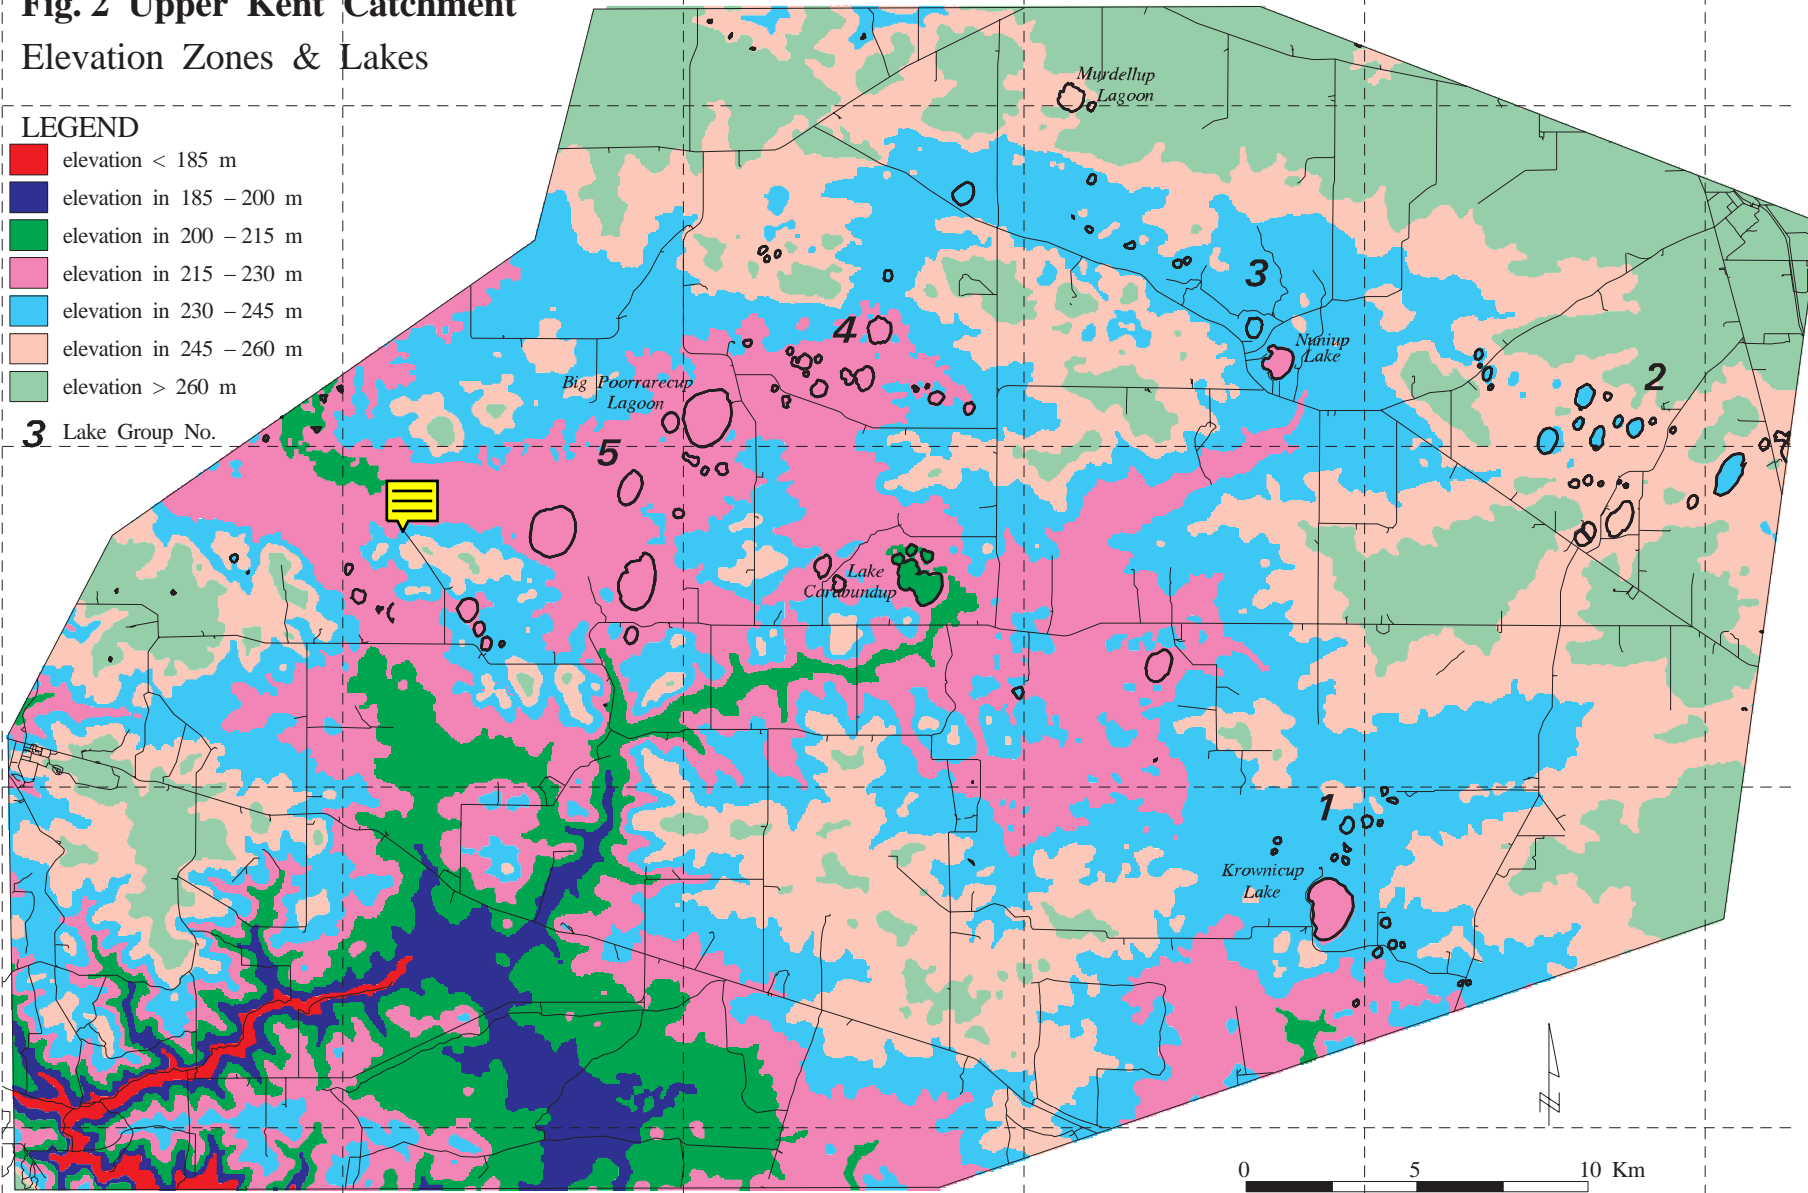 Fig. 2 Upper Kent Catchment
Elevation Zones & Lakes
LEGEND
elevation < 185 m
elevation in 185 – 200 m
elevation in 200 – 215 m
elevation in 215 – 230 m
elevation in 230 – 245 m
elevation in 245 – 260 m
elevation > 260 m
3 Lake Group No.
Murdellup
Lagoon
3
4
Nuniup
Lake
Big Poorrarecup
Lagoon
2
5
Lake
Carabundup
1
Krownicup
Lake
N
0 5 10 Km